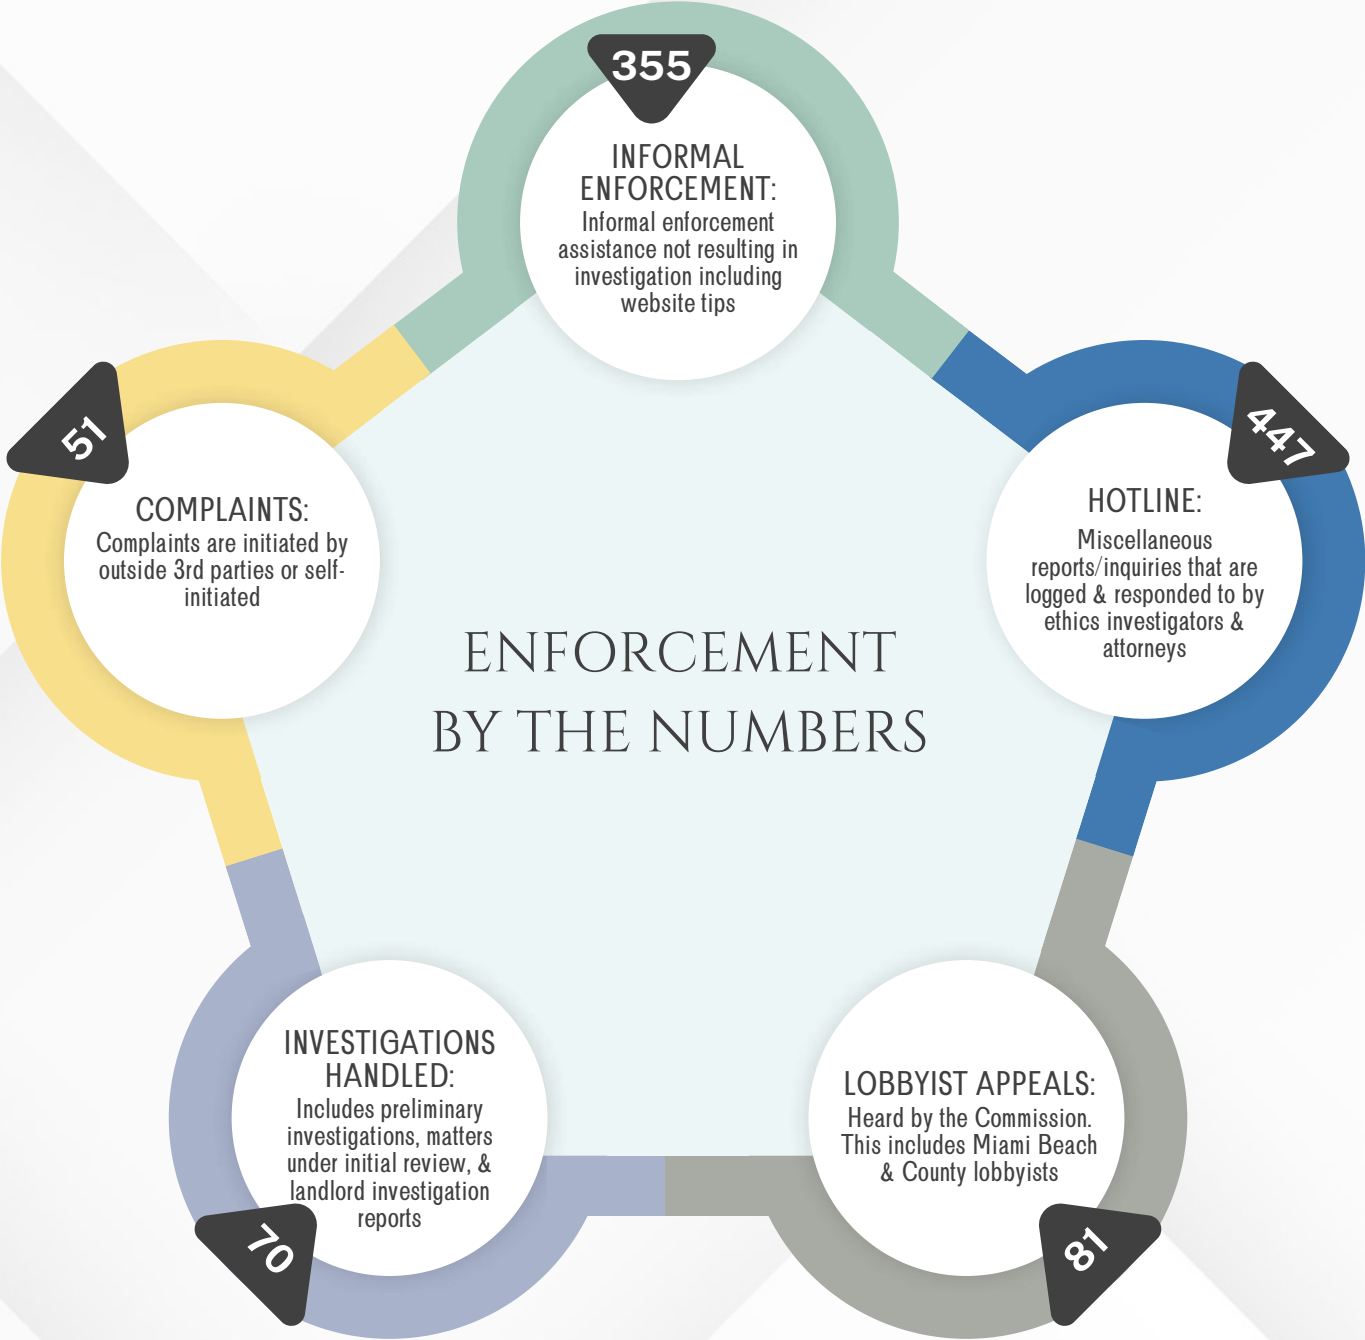 355
INFORMAL
ENFORCEMENT:
Informal enforcement
assistance not resulting in
investigation including
website tips
51
COMPLAINTS:
Complaints are initiated by
outside 3rd parties or self-
initiated
447
HOTLINE:
Miscellaneous
reports/inquiries that are
logged & responded to by
ethics investigators &
attorneys
ENFORCEMENT
BY THE NUMBERS
INVESTIGATIONS
HANDLED:
Includes preliminary
investigations, matters
under initial review, &
landlord investigation
reports
70
LOBBYIST APPEALS:
Heard by the Commission.
This includes Miami Beach
& County lobbyists
81